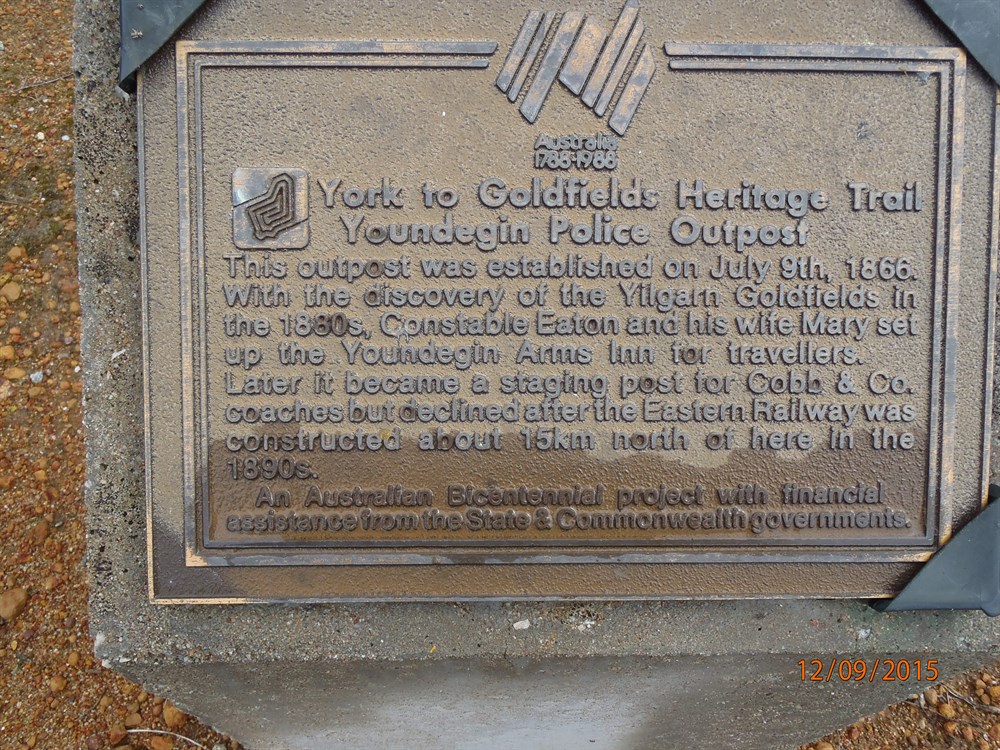 Australia
1788-1988
York to Goldfields Heritage Trail
Youndegin Police Outpost
This outpost was established on July 9th, 1866.
With the discovery of the Yilgarn Goldfields in
the 1880s, Constable Eaton and his wife Mary set
up the Youndegin Arms Inn for travellers.
Later it became a staging post for Cobb & Co.
coaches but declined after the Eastern Railway was
constructed about 15km north of here in the
1890s.
An Australian Bicentennial project with financial
assistance from the State & Commonwealth governments.
12/09/2015